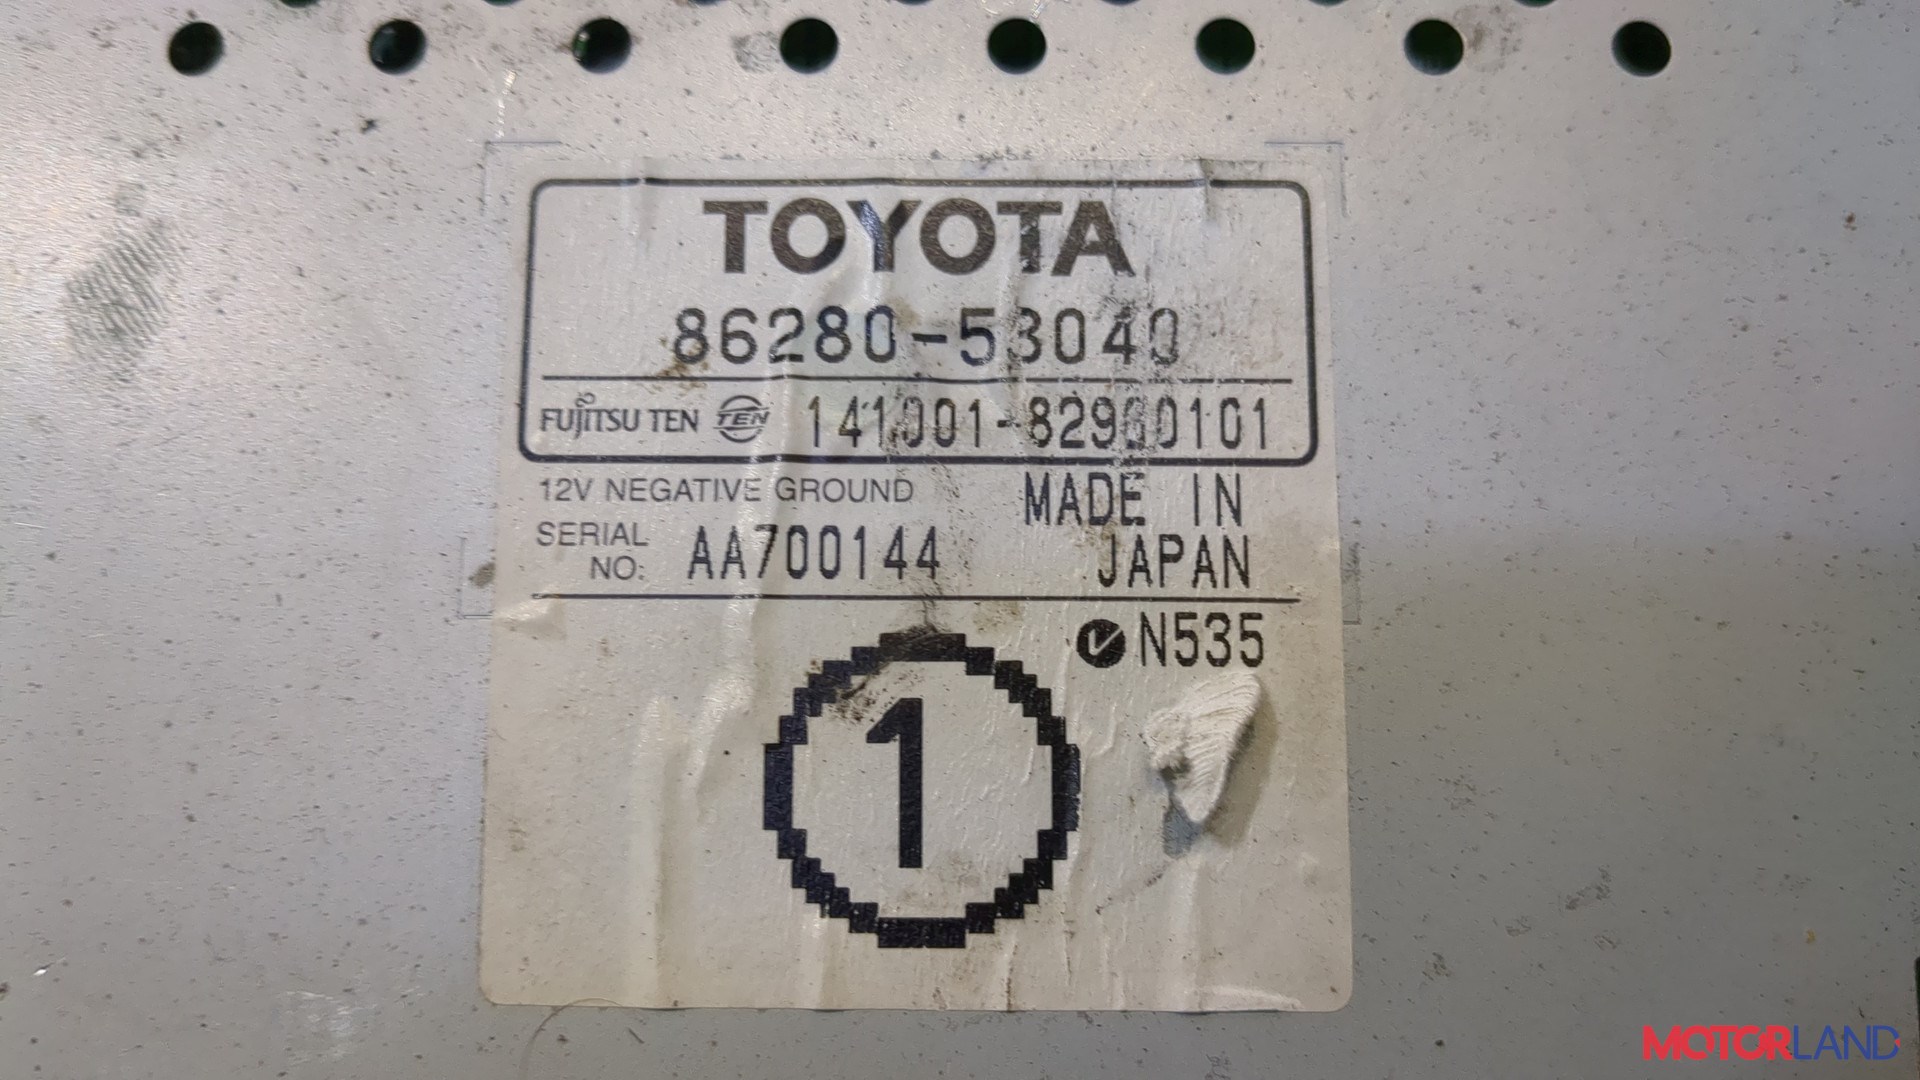 TOYOTA
86280-53040
FUJITSU TEN TEN 141001-82900101
12V NEGATIVE GROUND MADE IN
SERIAL NO: AA700144 JAPAN
N535
1
MOTORLAND